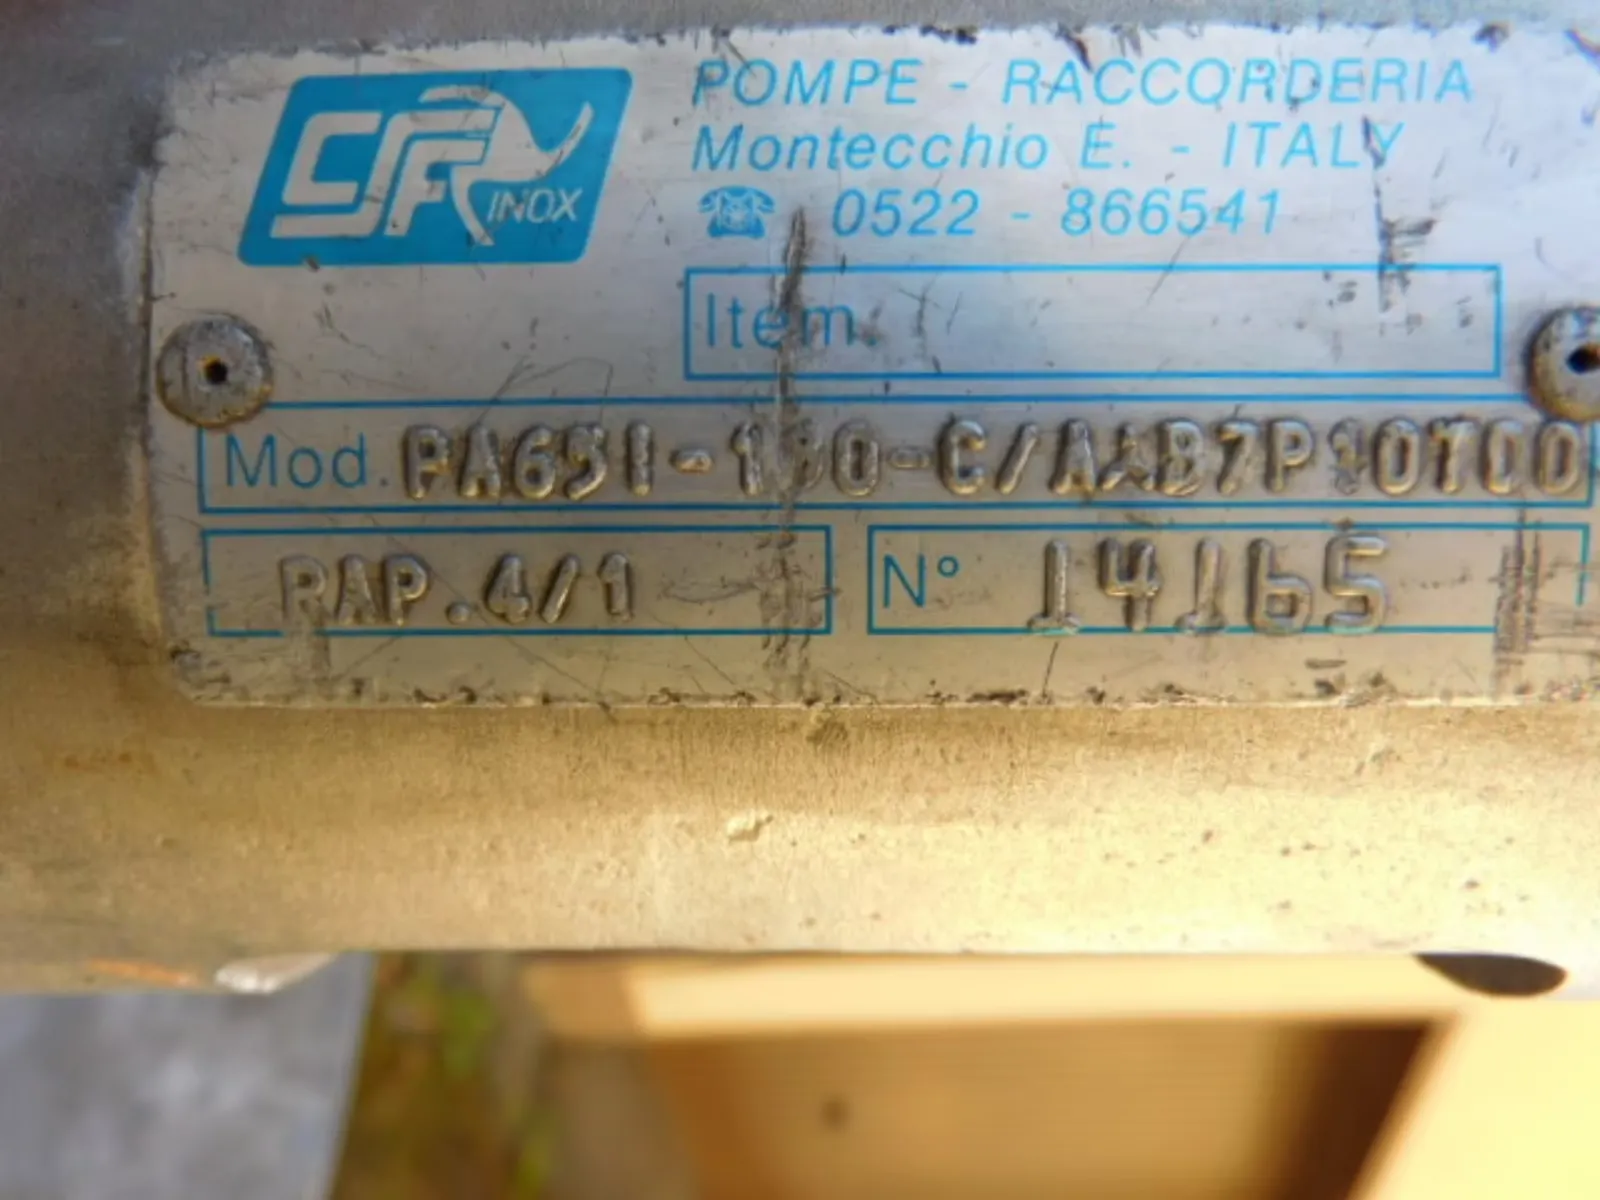 CSF INOX
POMPE - RACCORDERIA
Montecchio E. - ITALY
☎ 0522 - 866541
Item.
Mod.
RAP.4/1
N° 14165